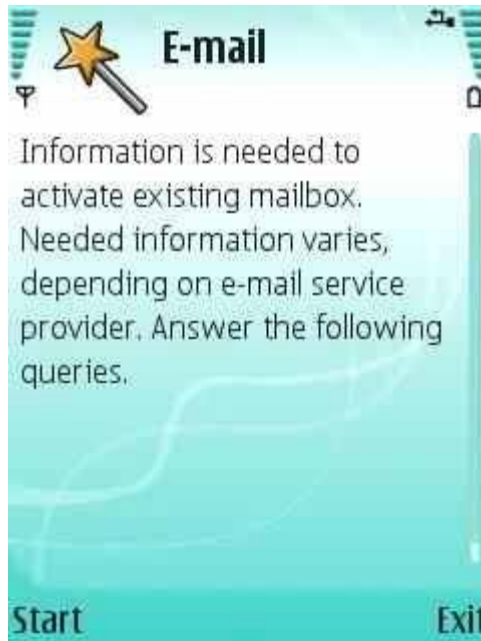 E-mail
Information is needed to
activate existing mailbox.
Needed information varies,
depending on e-mail service
provider. Answer the following
queries.
Start
Exit